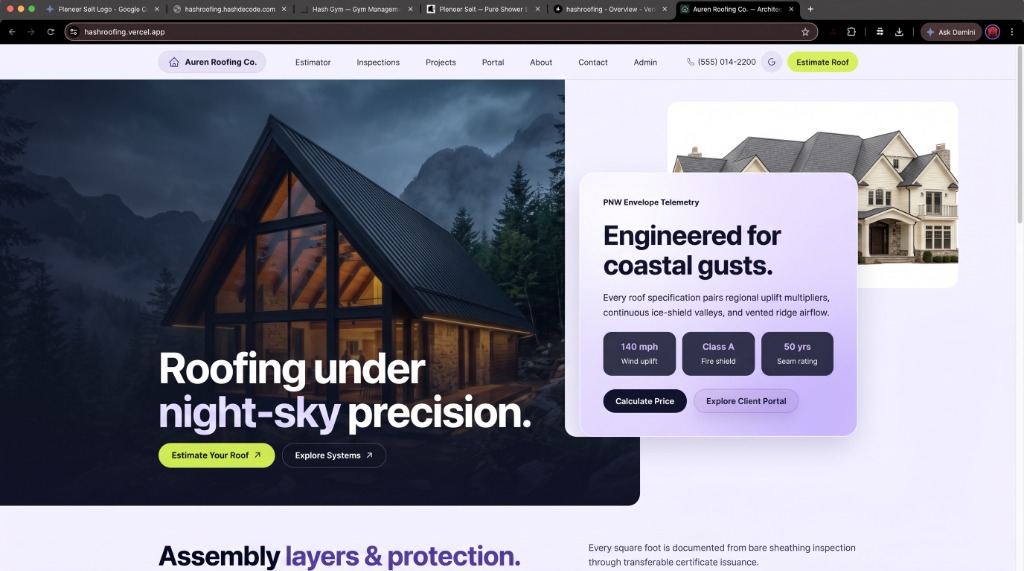 Pleneer Salt Logo - Google C
hashroofing.hashdecode.com
Hash Gym — Gym Managem
Pleneer Salt — Pure Shower
hashroofing - Overview - Ver
Auren Roofing Co. — Archite
hashroofing.vercel.app
Ask Damini
Auren Roofing Co.
Estimator
Inspections
Projects
Portal
About
Contact
Admin
(555) 014-2200
Estimate Roof
Roofing under
night-sky precision.
Estimate Your Roof
Explore Systems
PNW Envelope Telemetry
Engineered for
coastal gusts.
Every roof specification pairs regional uplift multipliers,
continuous ice-shield valleys, and vented ridge airflow.
140 mph
Wind uplift
Class A
Fire shield
50 yrs
Seam rating
Calculate Price
Explore Client Portal
Assembly layers & protection.
Every square foot is documented from bare sheathing inspection
through transferable certificate issuance.